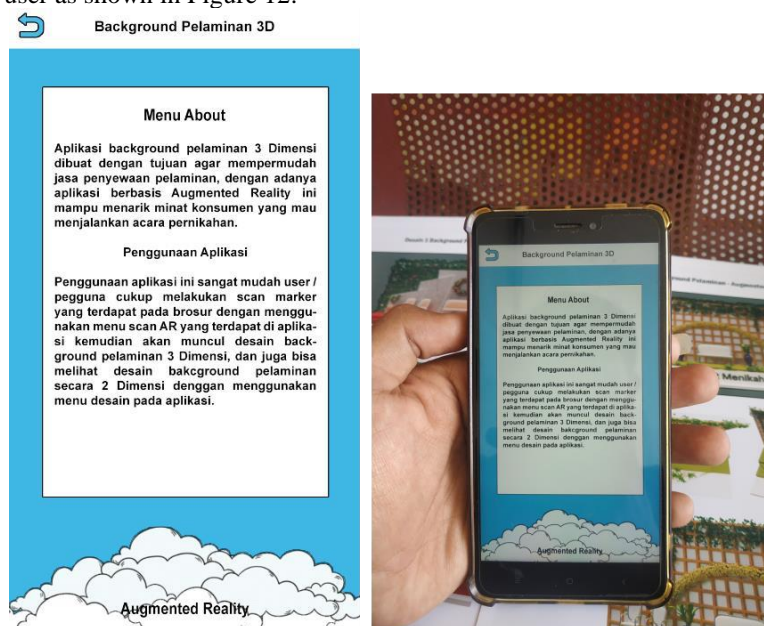 user as shown in Figure 12.
Background Pelaminan 3D
Menu About
Aplikasi background pelaminan 3 Dimensi
dibuat dengan tujuan agar mempermudah
jasa penyewaan pelaminan, dengan adanya
aplikasi berbasis Augmented Reality ini
mampu menarik minat konsumen yang mau
menjalankan acara pernikahan.
Penggunaan Aplikasi
Penggunaan aplikasi ini sangat mudah user /
pegguna cukup melakukan scan marker
yang terdapat pada brosur dengan menggu-
nakan menu scan AR yang terdapat di aplika-
si kemudian akan muncul desain back-
ground pelaminan 3 Dimensi, dan juga bisa
melihat desain bakcground pelaminan
secara 2 Dimensi denggan menggunakan
menu desain pada aplikasi.
Augmented Reality
Background Pelaminan 3D
Menu About
Aplikasi background pelaminan 3 Dimensi
dibuat dengan tujuan agar mempermudah
jasa penyewaan pelaminan, dengan adanya
aplikasi berbasis Augmented Reality ini
mampu menarik minat konsumen yang mau
menjalankan acara pernikahan.
Penggunaan Aplikasi
Penggunaan aplikasi ini sangat mudah user /
pegguna cukup melakukan scan marker
yang terdapat pada brosur dengan menggu-
nakan menu scan AR yang terdapat di aplika-
si kemudian akan muncul desain back-
ground pelaminan 3 Dimensi, dan juga bisa
melihat desain bakcground pelaminan
secara 2 Dimensi denggan menggunakan
menu desain pada aplikasi.
Augmented Reality
Menikah